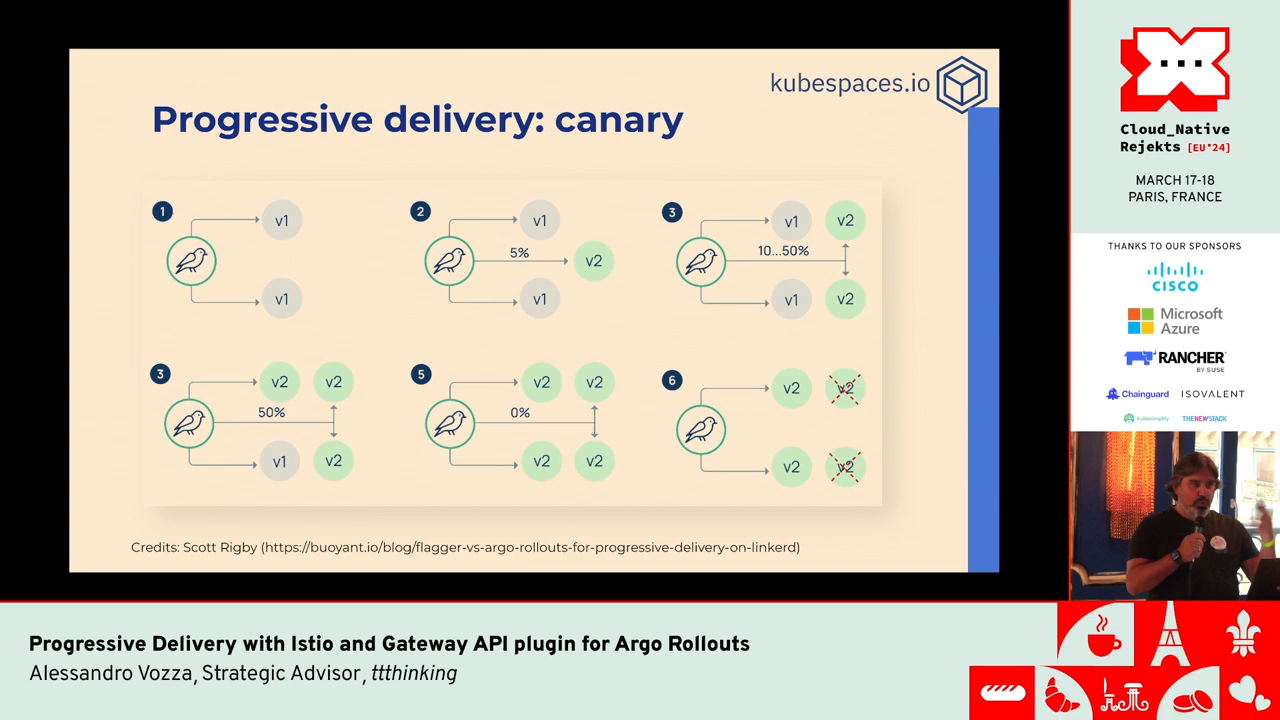 kubespaces.io
Progressive delivery: canary
1
v1
v1
2
v1
5%
v2
v1
3
v1
v2
10...50%
v1
v2
3
v2
v2
50%
v1
v2
5
v2
v2
0%
v2
v2
6
v2
v2
v2
v2
Credits: Scott Rigby (https://buoyant.io/blog/flagger-vs-argo-rollouts-for-progressive-delivery-on-linkerd)
Cloud_Native
Rejekts [EU*24]
MARCH 17-18
PARIS, FRANCE
THANKS TO OUR SPONSORS
CISCO
Microsoft
Azure
RANCHER
BY SUSE
Chainguard
ISOVALENT
kubesimplify
THENEWSTACK
Progressive Delivery with Istio and Gateway API plugin for Argo Rollouts
Alessandro Vozza, Strategic Advisor, ttthinking